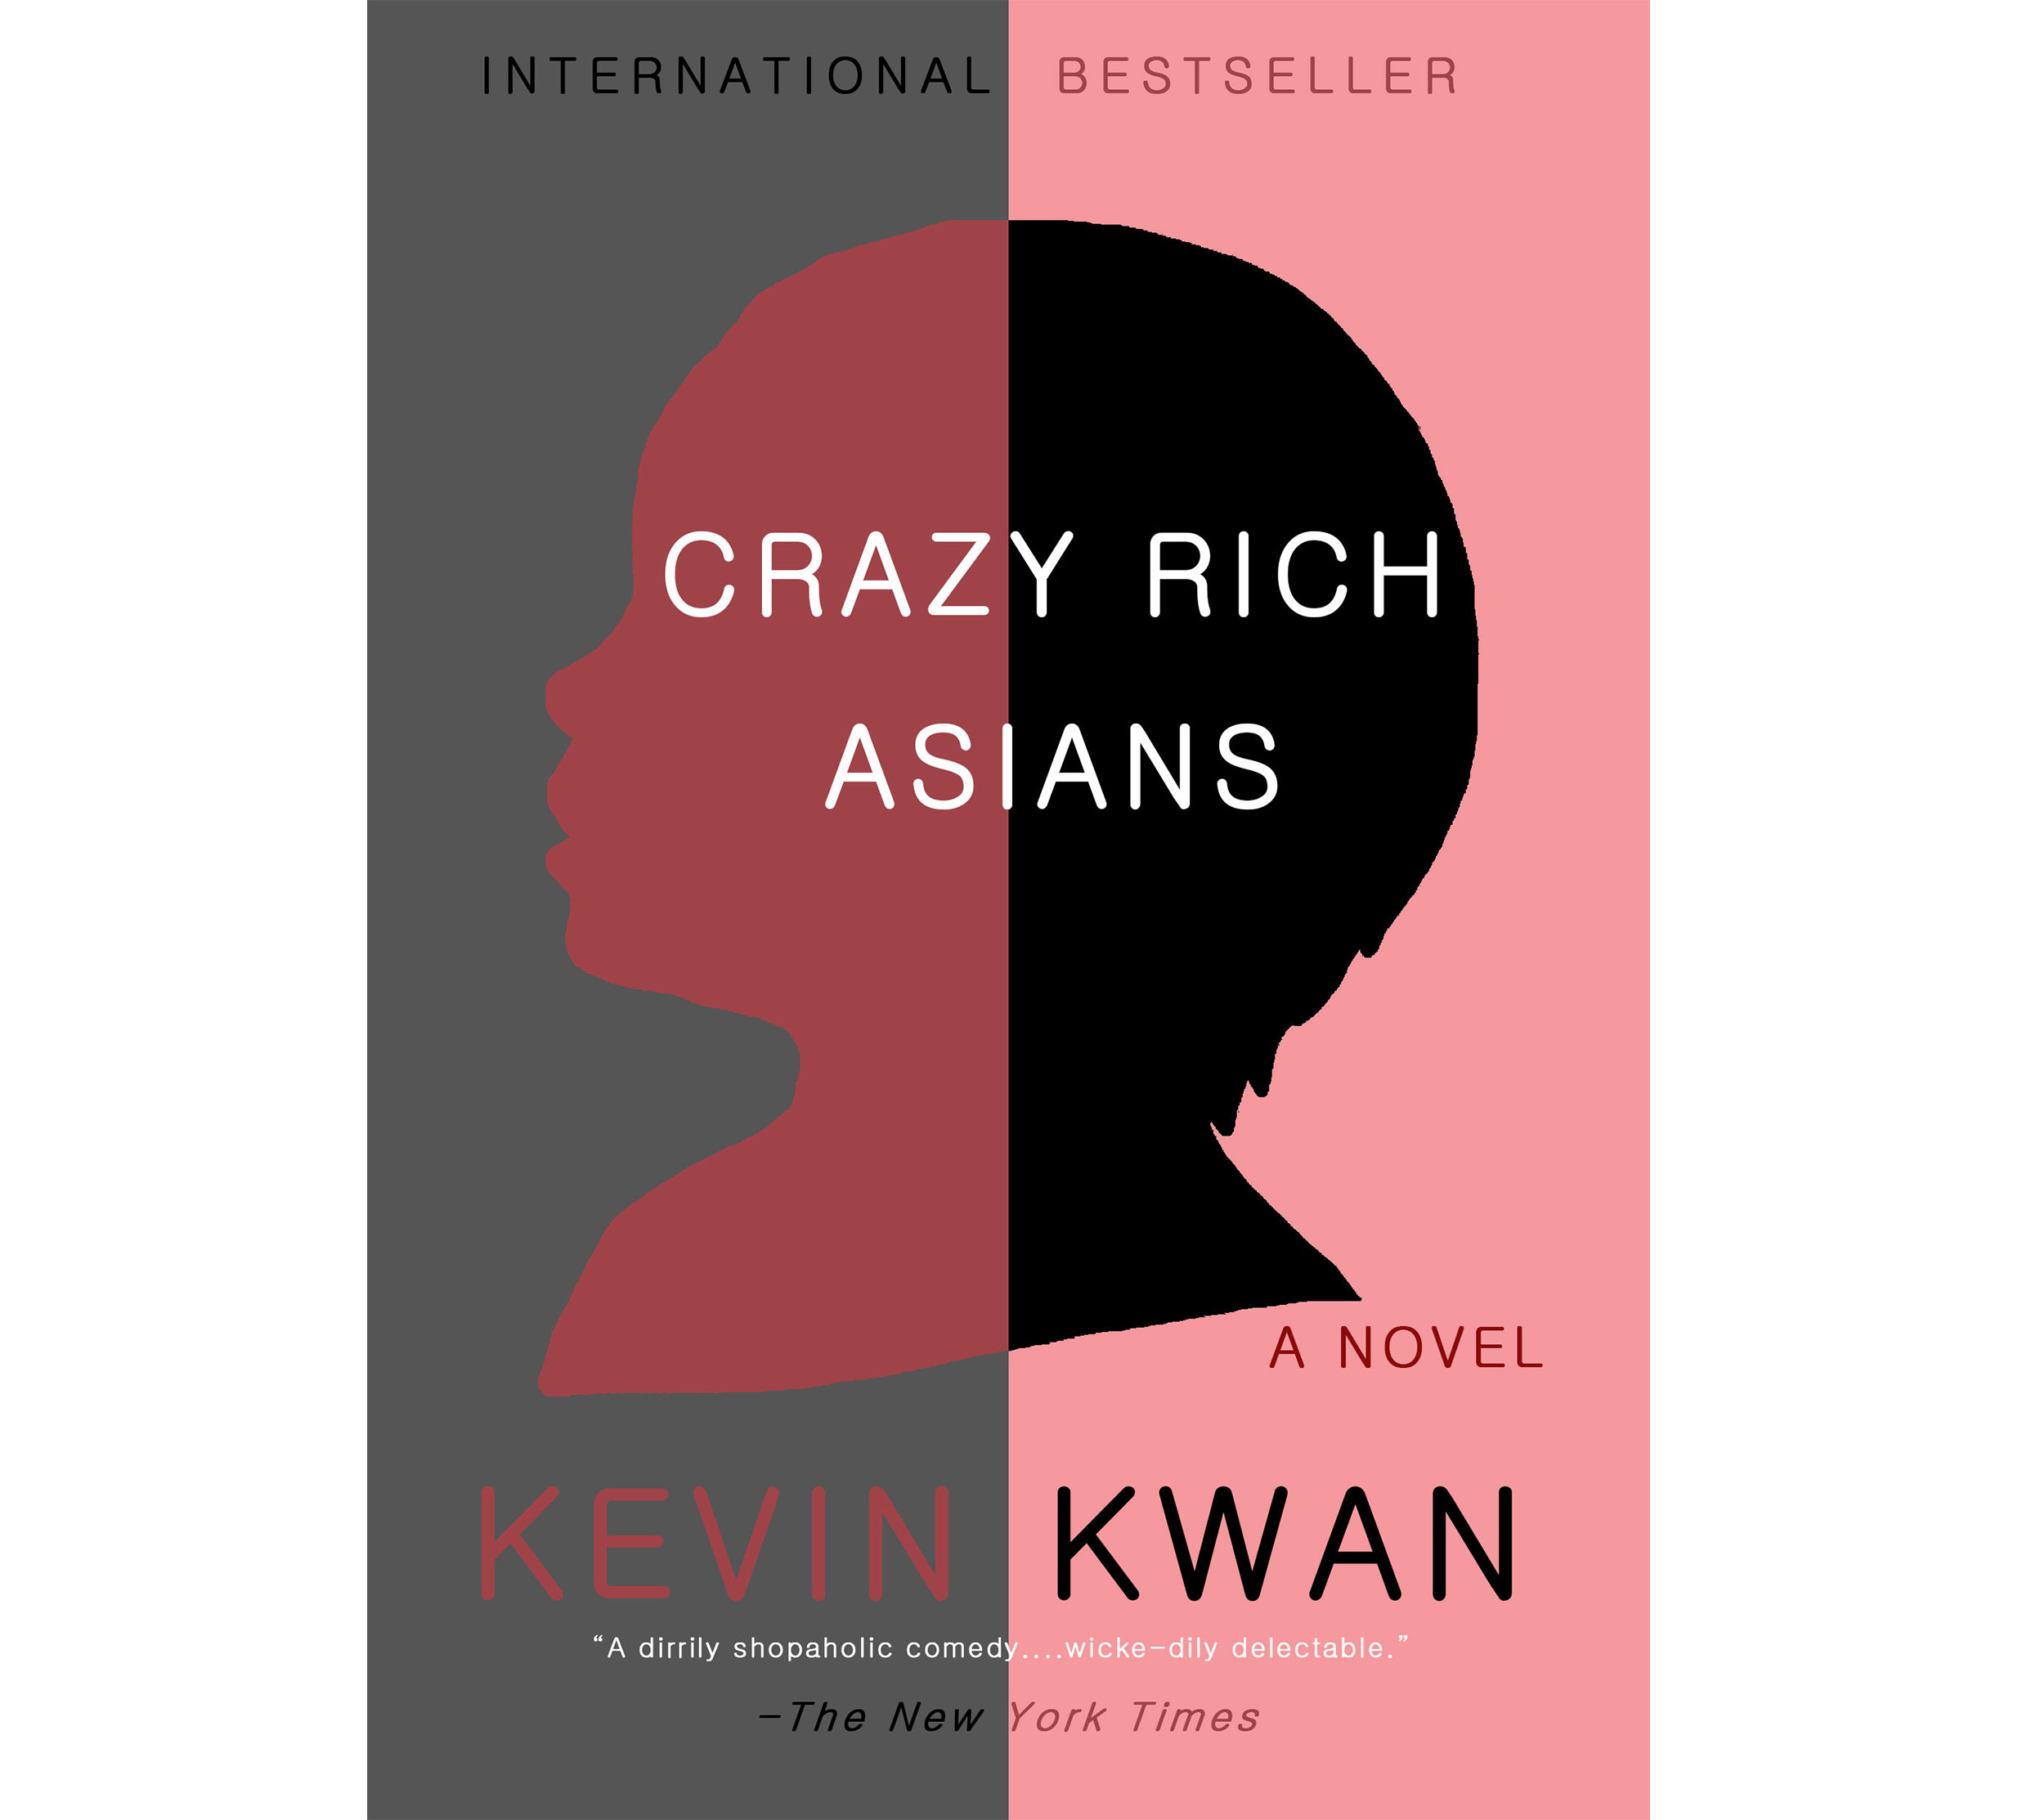 INTERNATIONAL BESTSELLER
CRAZY RICH
ASIANS
A NOVEL
KEVIN KWAN
“A dirrily shopaholic comedy....wicke-dily delectable.”
—The New York Times